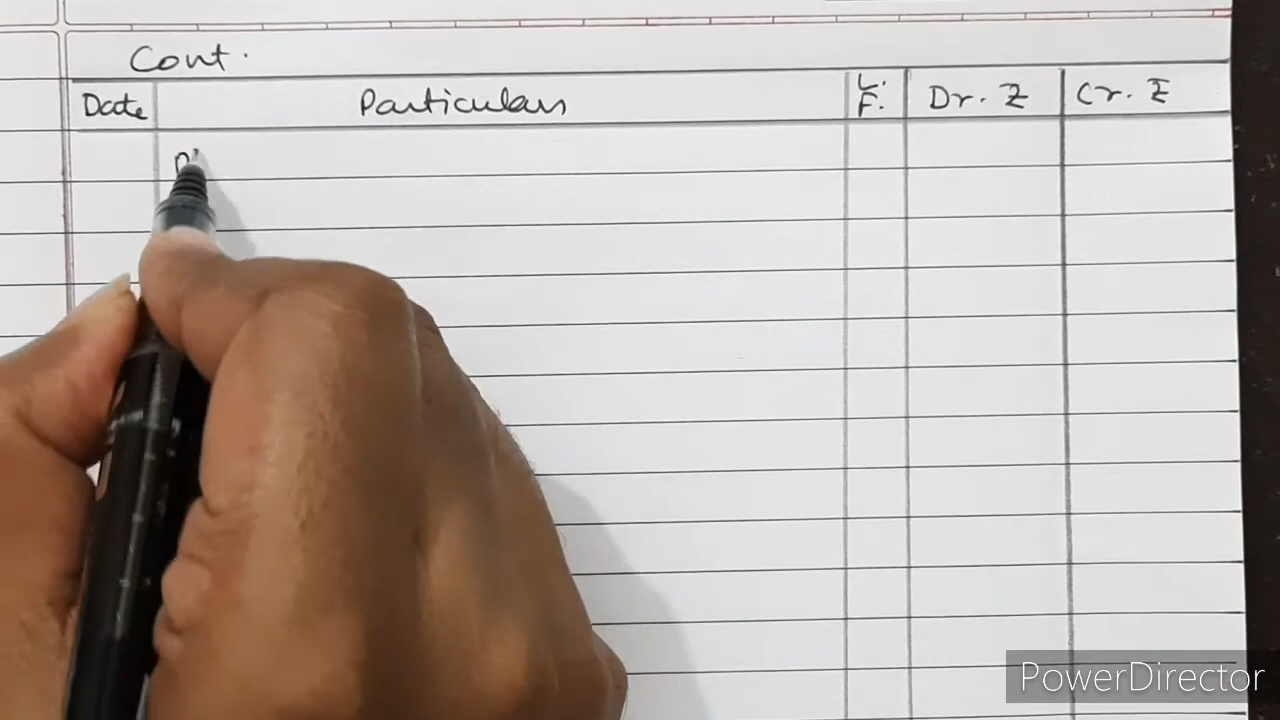 Cont.
Date Particulars L.F. Dr. ₹ Cr. ₹
PowerDirector